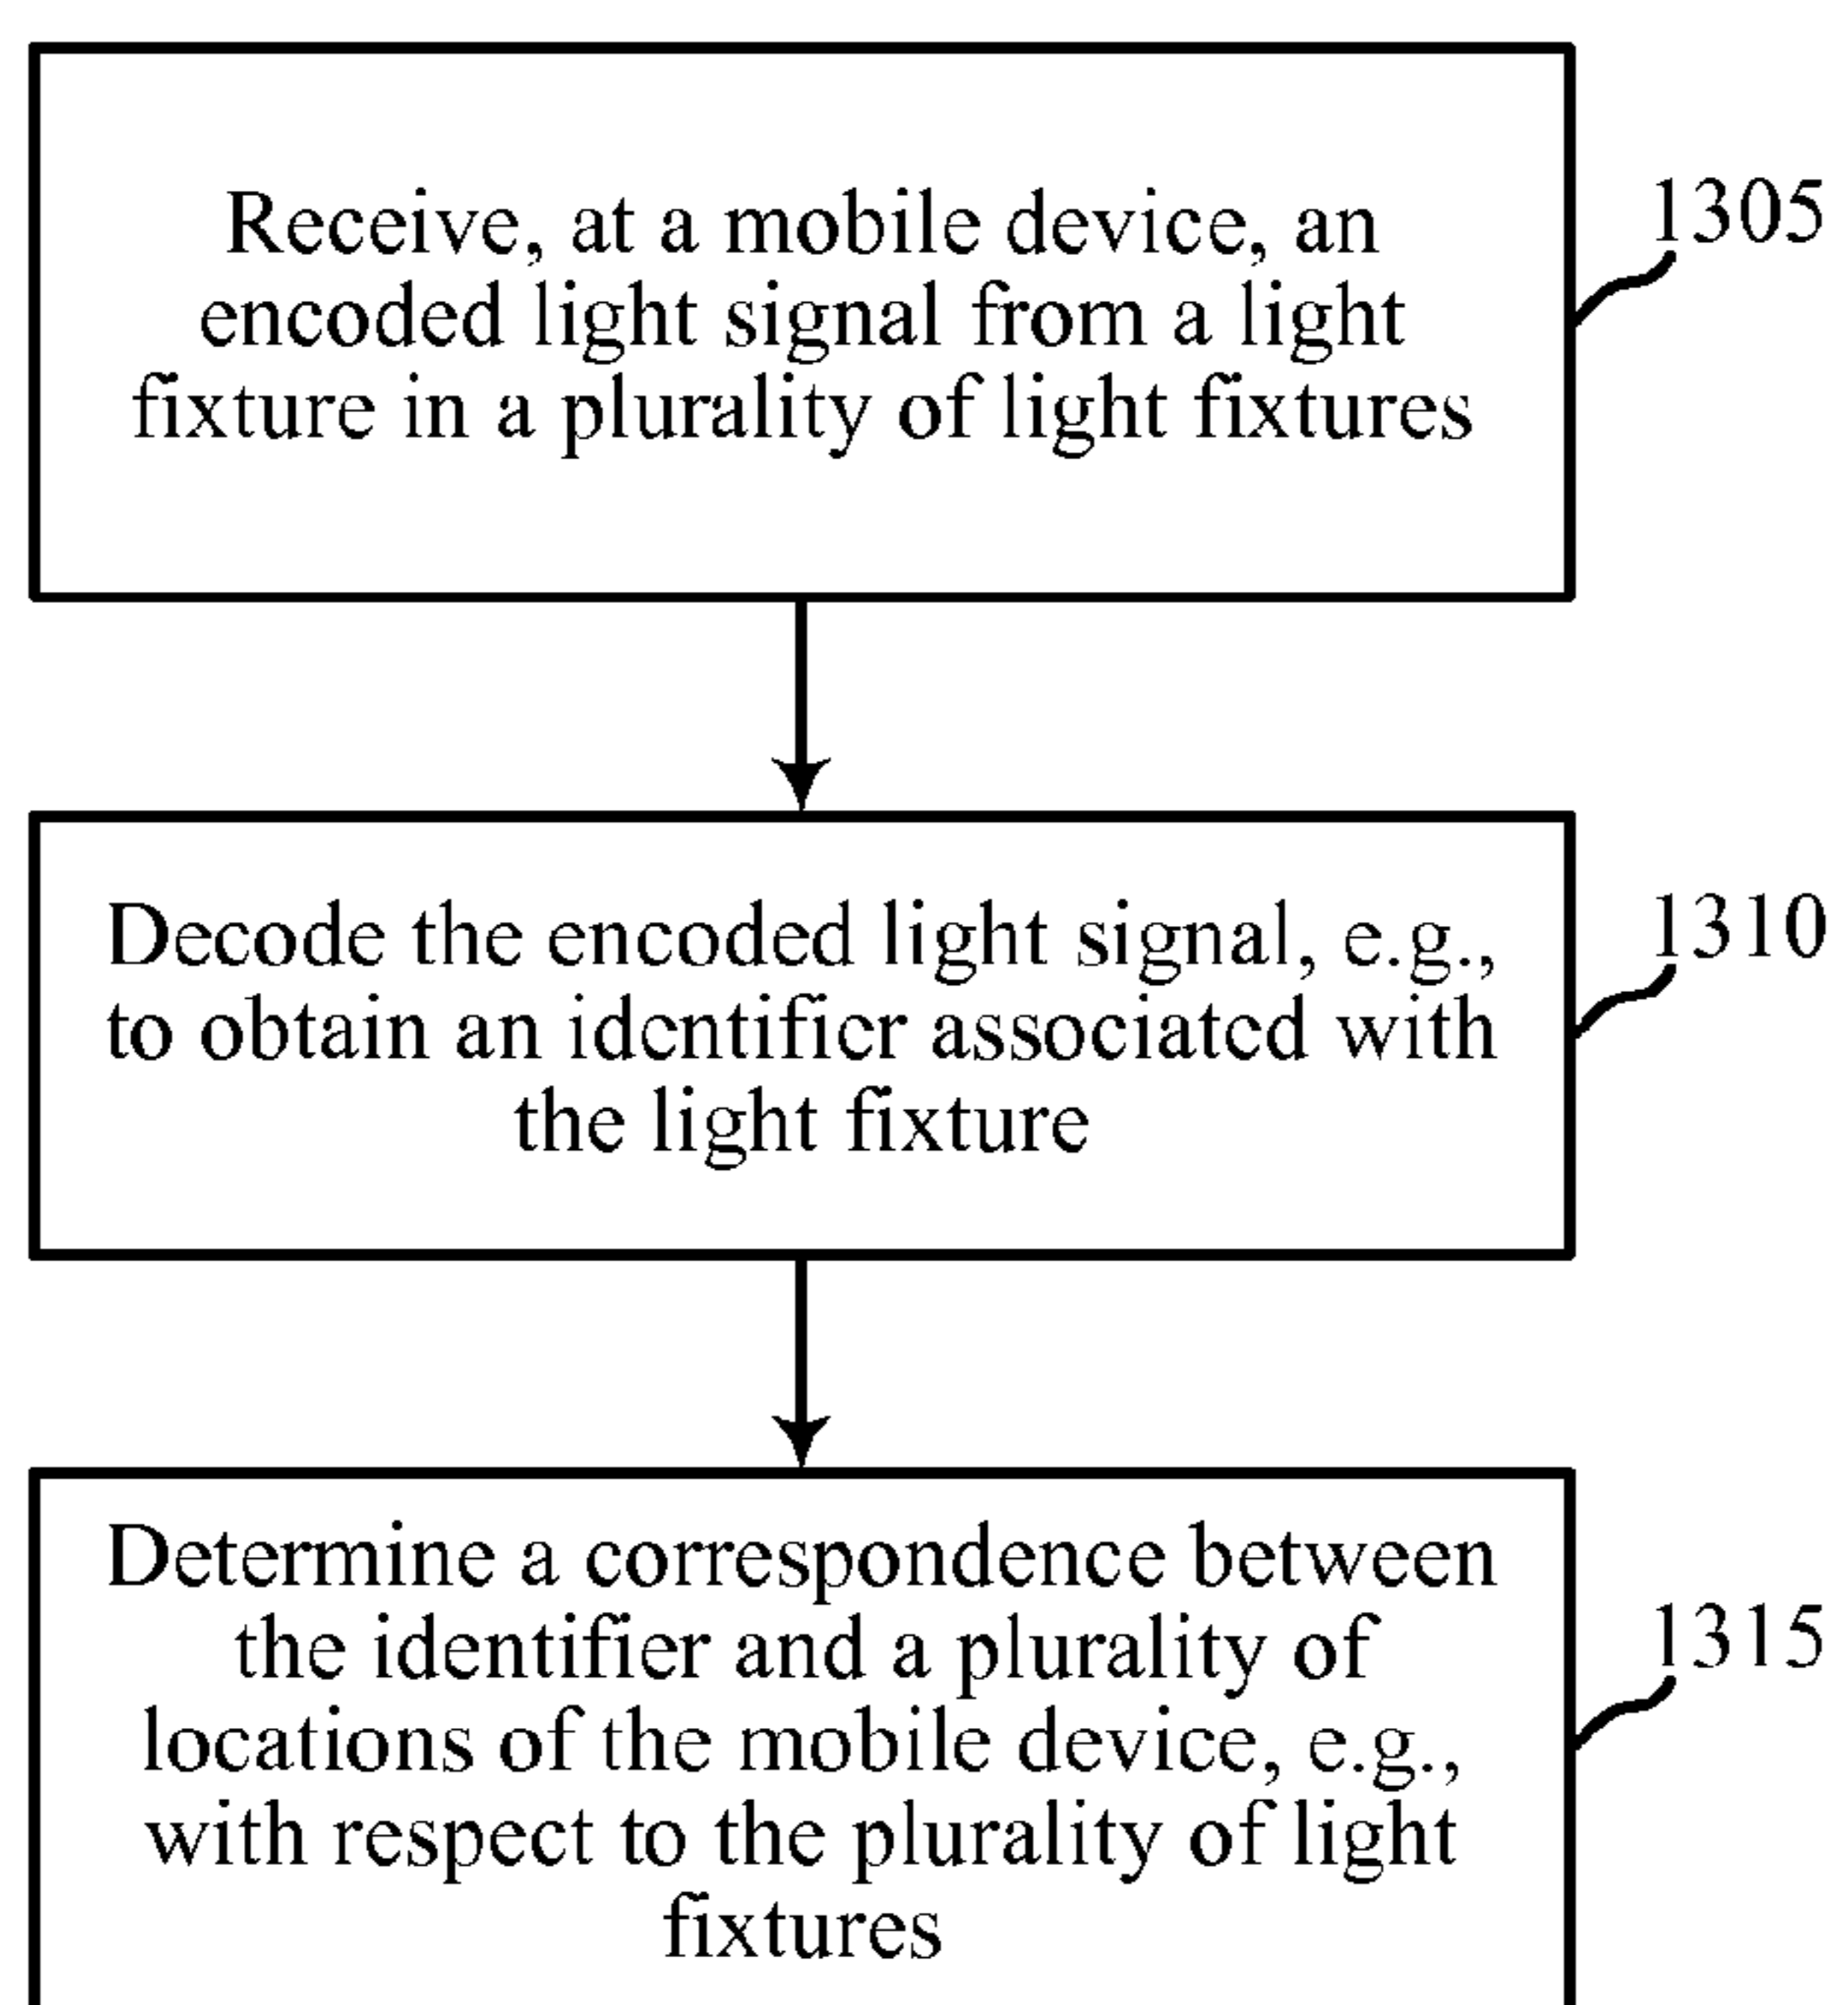 Receive, at a mobile device, an
encoded light signal from a light
fixture in a plurality of light fixtures
1305
Decode the encoded light signal, e.g.,
to obtain an identifier associated with
the light fixture
1310
Determine a correspondence between
the identifier and a plurality of
locations of the mobile device, e.g.,
with respect to the plurality of light
fixtures
1315